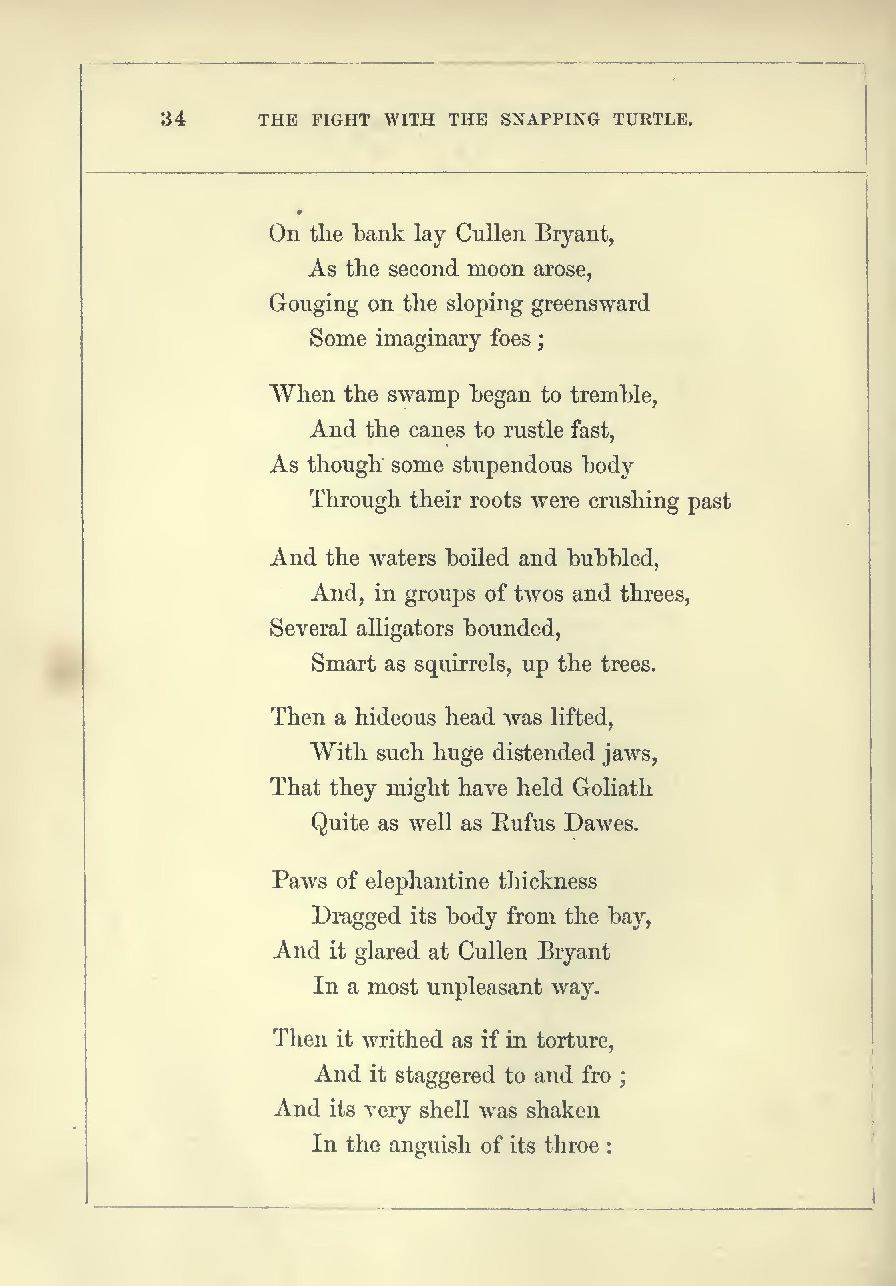 34 THE FIGHT WITH THE SNAPPING TURTLE.
On the bank lay Cullen Bryant,
As the second moon arose,
Gouging on the sloping greensward
Some imaginary foes ;
When the swamp began to tremble,
And the canes to rustle fast,
As though some stupendous body
Through their roots were crushing past
And the waters boiled and bubbled,
And, in groups of twos and threes,
Several alligators bounded,
Smart as squirrels, up the trees.
Then a hideous head was lifted,
With such huge distended jaws,
That they might have held Goliath
Quite as well as Rufus Dawes.
Paws of elephantine thickness
Dragged its body from the bay,
And it glared at Cullen Bryant
In a most unpleasant way.
Then it writhed as if in torture,
And it staggered to and fro ;
And its very shell was shaken
In the anguish of its throe :